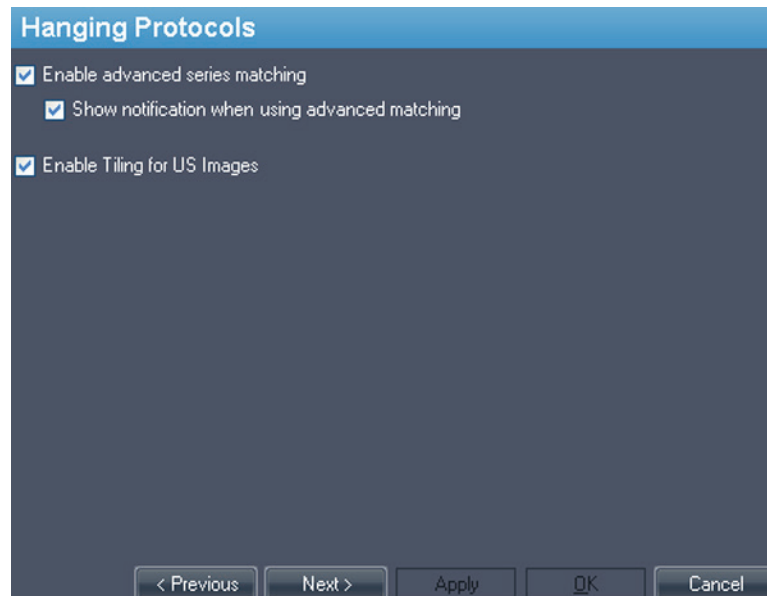 Hanging Protocols
Enable advanced series matching
Show notification when using advanced matching
Enable Tiling for US Images
< Previous Next > Apply OK Cancel